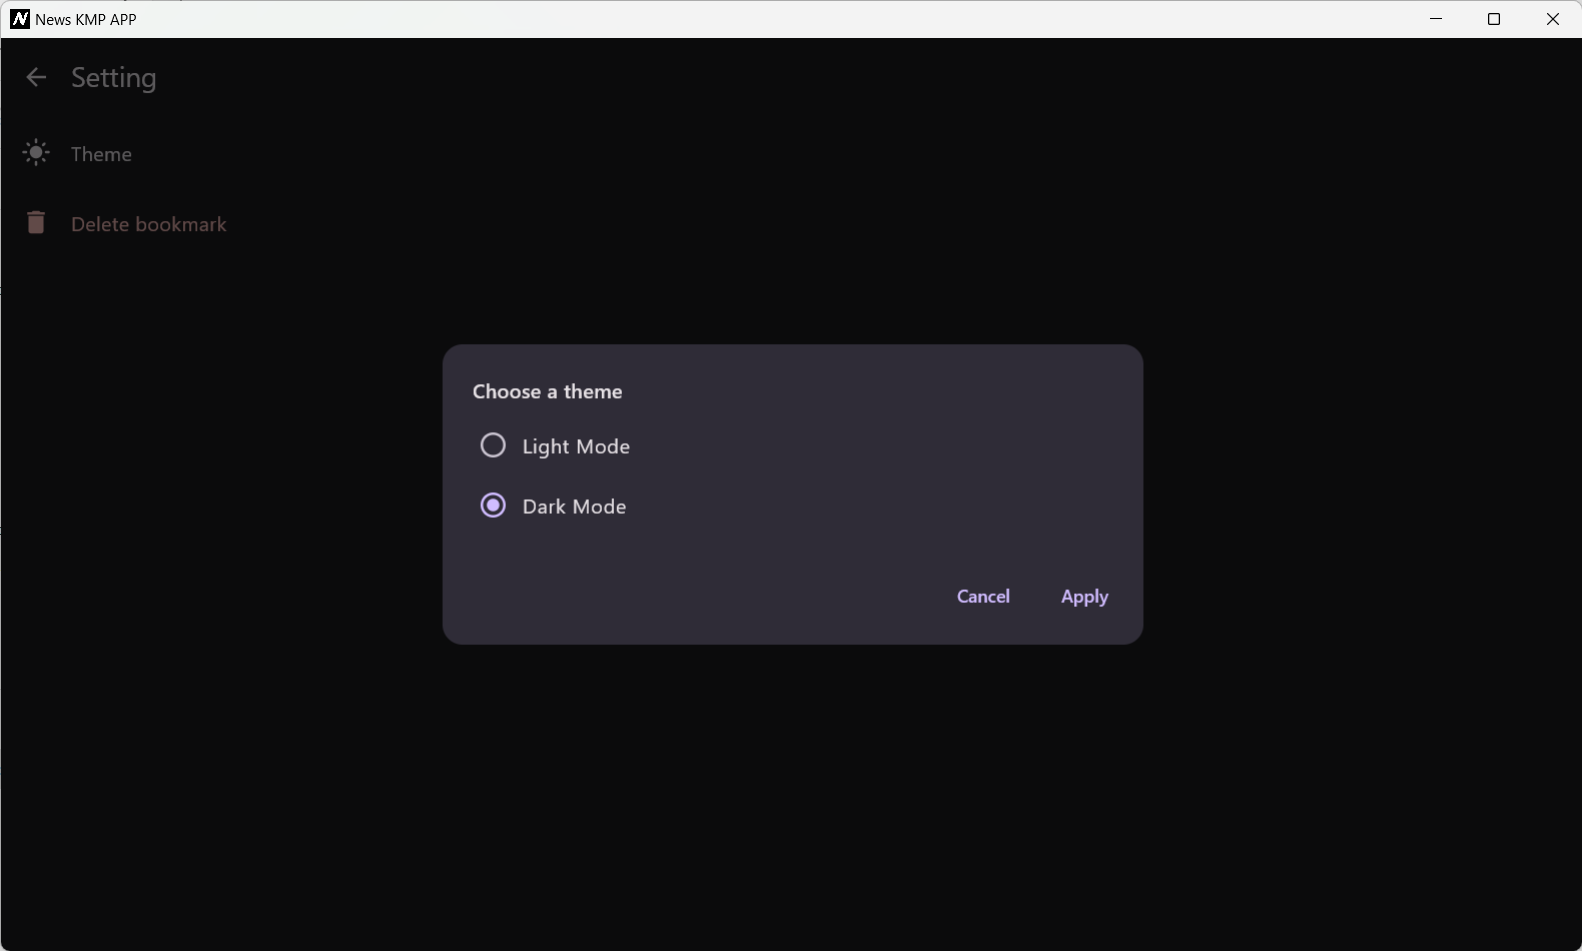 News KMP APP
Setting
Theme
Delete bookmark
Choose a theme
Light Mode
Dark Mode
Cancel
Apply